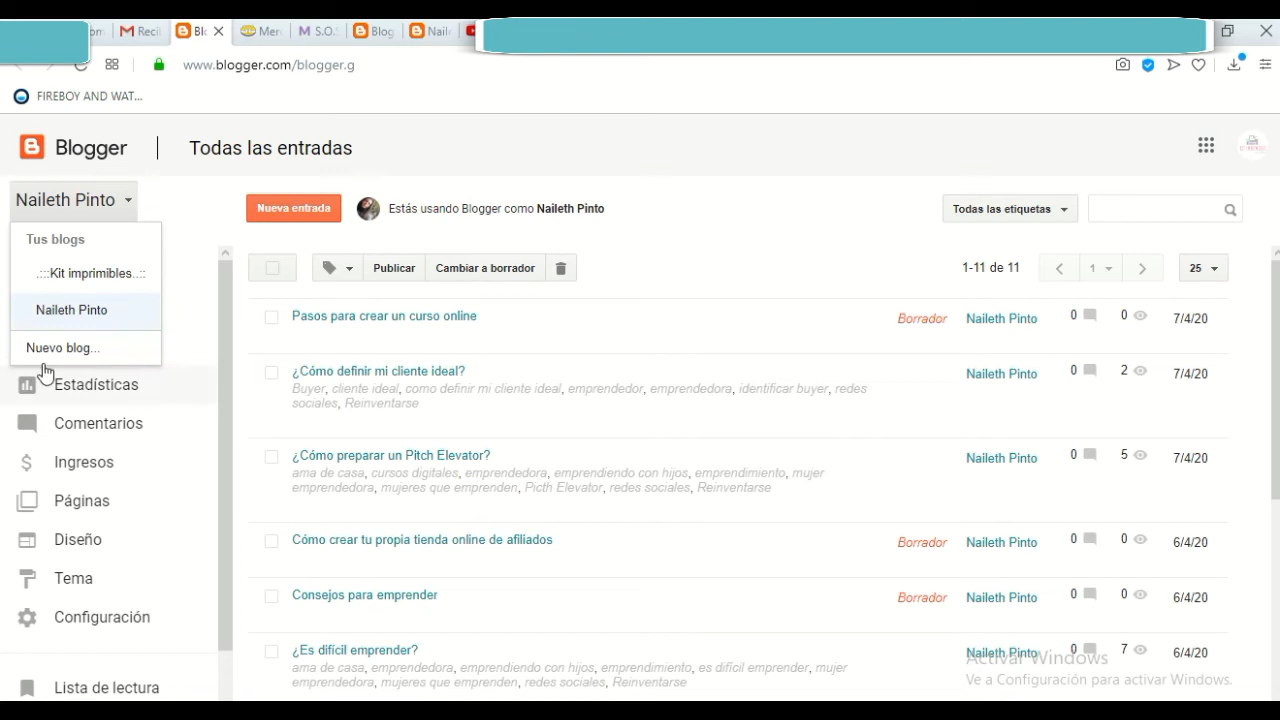 om
Reci
Blo
Mer
S.O.S
Blog
Naile
www.blogger.com/blogger.g
FIREBOY AND WAT...
Blogger
Todas las entradas
Naileth Pinto
Nueva entrada
Estás usando Blogger como Naileth Pinto
Todas las etiquetas
Tus blogs
.:::Kit imprimibles..::
Naileth Pinto
Nuevo blog...
Estadísticas
Comentarios
Ingresos
Páginas
Diseño
Tema
Configuración
Lista de lectura
Publicar
Cambiar a borrador
1-11 de 11
1
25
Pasos para crear un curso online
Borrador
Naileth Pinto
0
0
7/4/20
¿Cómo definir mi cliente ideal?
Buyer, cliente ideal, como definir mi cliente ideal, emprendedor, emprendedora, identificar buyer, redes
sociales, Reinventarse
Naileth Pinto
0
2
7/4/20
¿Cómo preparar un Pitch Elevator?
ama de casa, cursos digitales, emprendedora, emprendiendo con hijos, emprendimiento, mujer
emprendedora, mujeres que emprenden, Picth Elevator, redes sociales, Reinventarse
Naileth Pinto
0
5
7/4/20
Cómo crear tu propia tienda online de afiliados
Borrador
Naileth Pinto
0
0
6/4/20
Consejos para emprender
Borrador
Naileth Pinto
0
0
6/4/20
¿Es difícil emprender?
ama de casa, emprendedora, emprendiendo con hijos, emprendimiento, es difícil emprender, mujer
emprendedora, mujeres que emprenden, redes sociales, Reinventarse
Naileth Pinto
0
7
6/4/20
Activar Windows
Ve a Configuración para activar Windows.